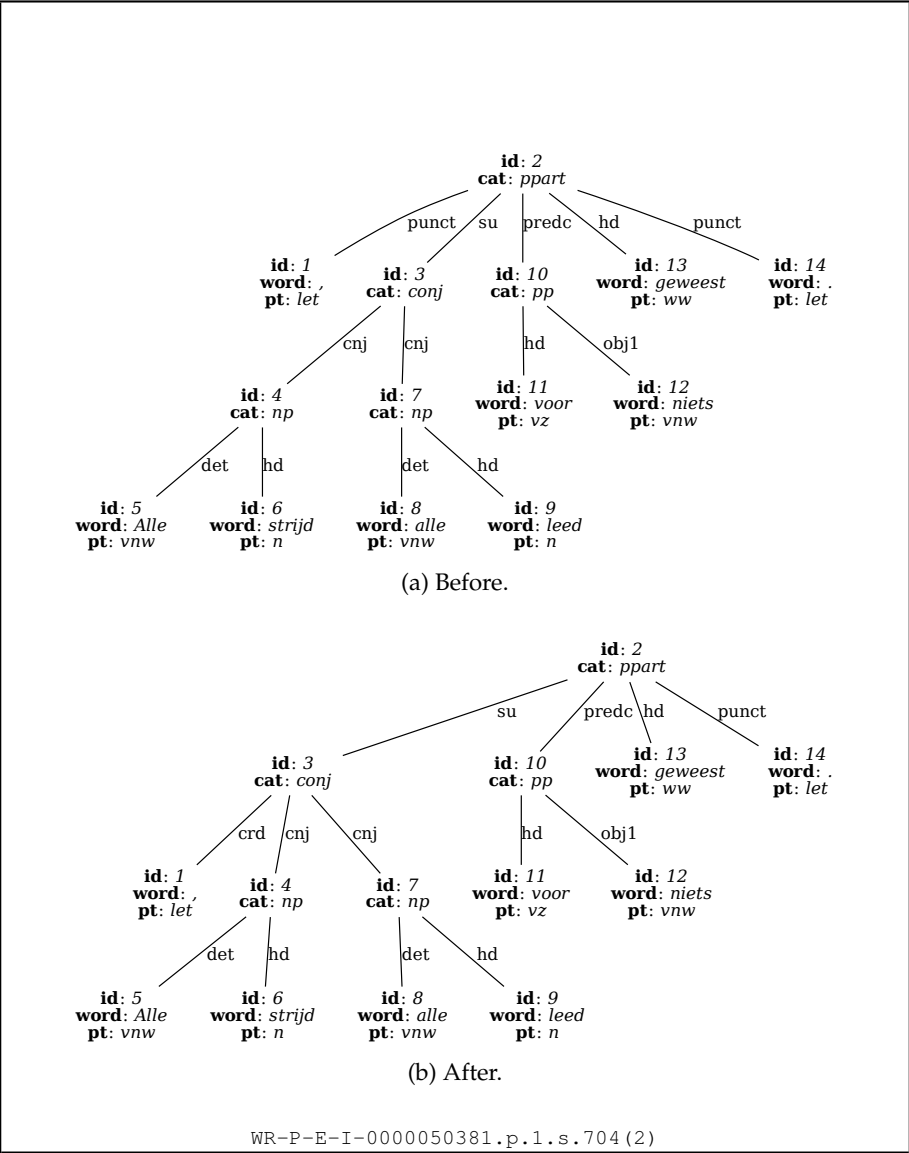 id: 2
cat: ppart
punct su predc hd punct
id: 1
word: ,
pt: let
id: 3
cat: conj
id: 10
cat: pp
id: 13
word: geweest
pt: ww
id: 14
word: .
pt: let
cnj cnj hd obj1
id: 4
cat: np
id: 7
cat: np
id: 11
word: voor
pt: vz
id: 12
word: niets
pt: vnw
det hd det hd
id: 5
word: Alle
pt: vnw
id: 6
word: strijd
pt: n
id: 8
word: alle
pt: vnw
id: 9
word: leed
pt: n
(a) Before.
id: 2
cat: ppart
su predc hd punct
id: 3
cat: conj
id: 10
cat: pp
id: 13
word: geweest
pt: ww
id: 14
word: .
pt: let
crd cnj cnj hd obj1
id: 1
word: ,
pt: let
id: 4
cat: np
id: 7
cat: np
id: 11
word: voor
pt: vz
id: 12
word: niets
pt: vnw
det hd det hd
id: 5
word: Alle
pt: vnw
id: 6
word: strijd
pt: n
id: 8
word: alle
pt: vnw
id: 9
word: leed
pt: n
(b) After.
WR-P-E-I-0000050381.p.1.s.704(2)